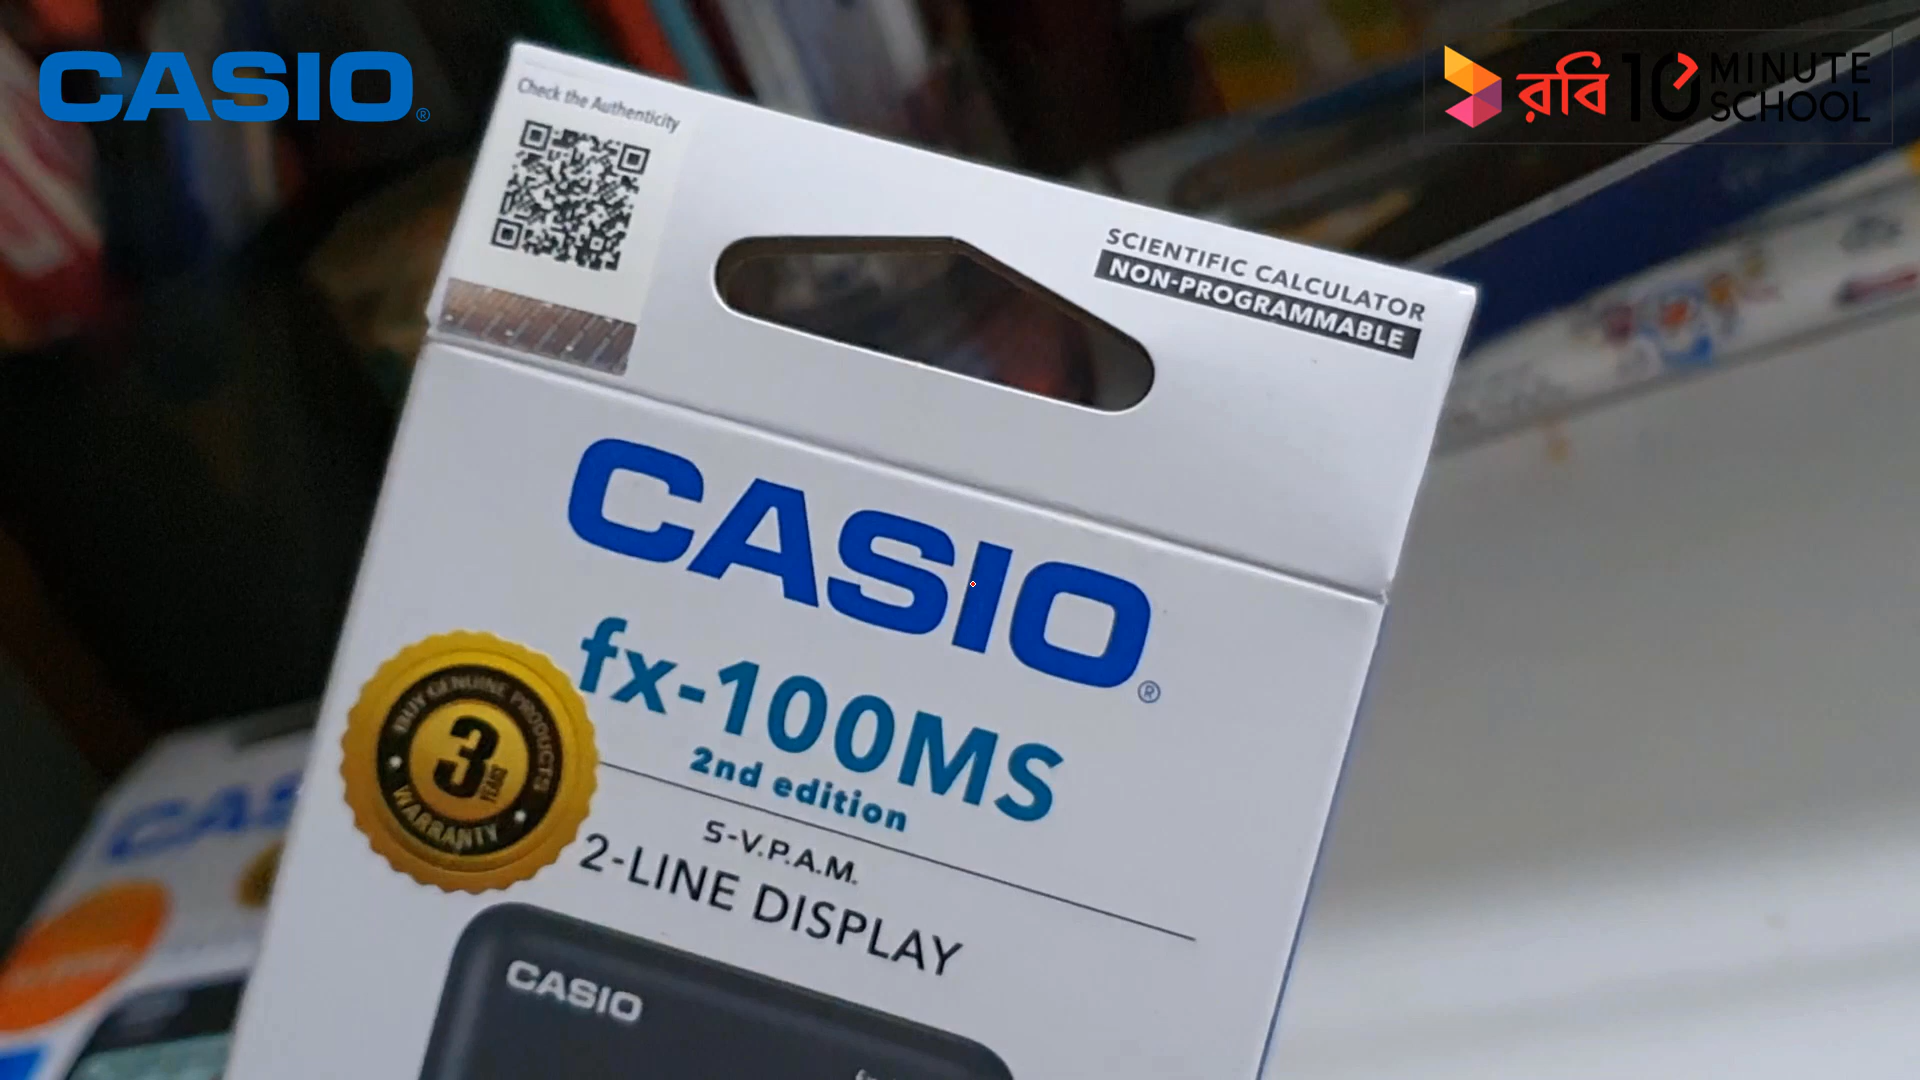 CASIO®
রবি 10 MINUTE SCHOOL
Check the Authenticity
SCIENTIFIC CALCULATOR
NON-PROGRAMMABLE
CASIO®
fx-100MS
2nd edition
BUY GENUINE PRODUCTS
3 YEARS
WARRANTY
S-V.P.A.M.
2-LINE DISPLAY
CASIO
CAS